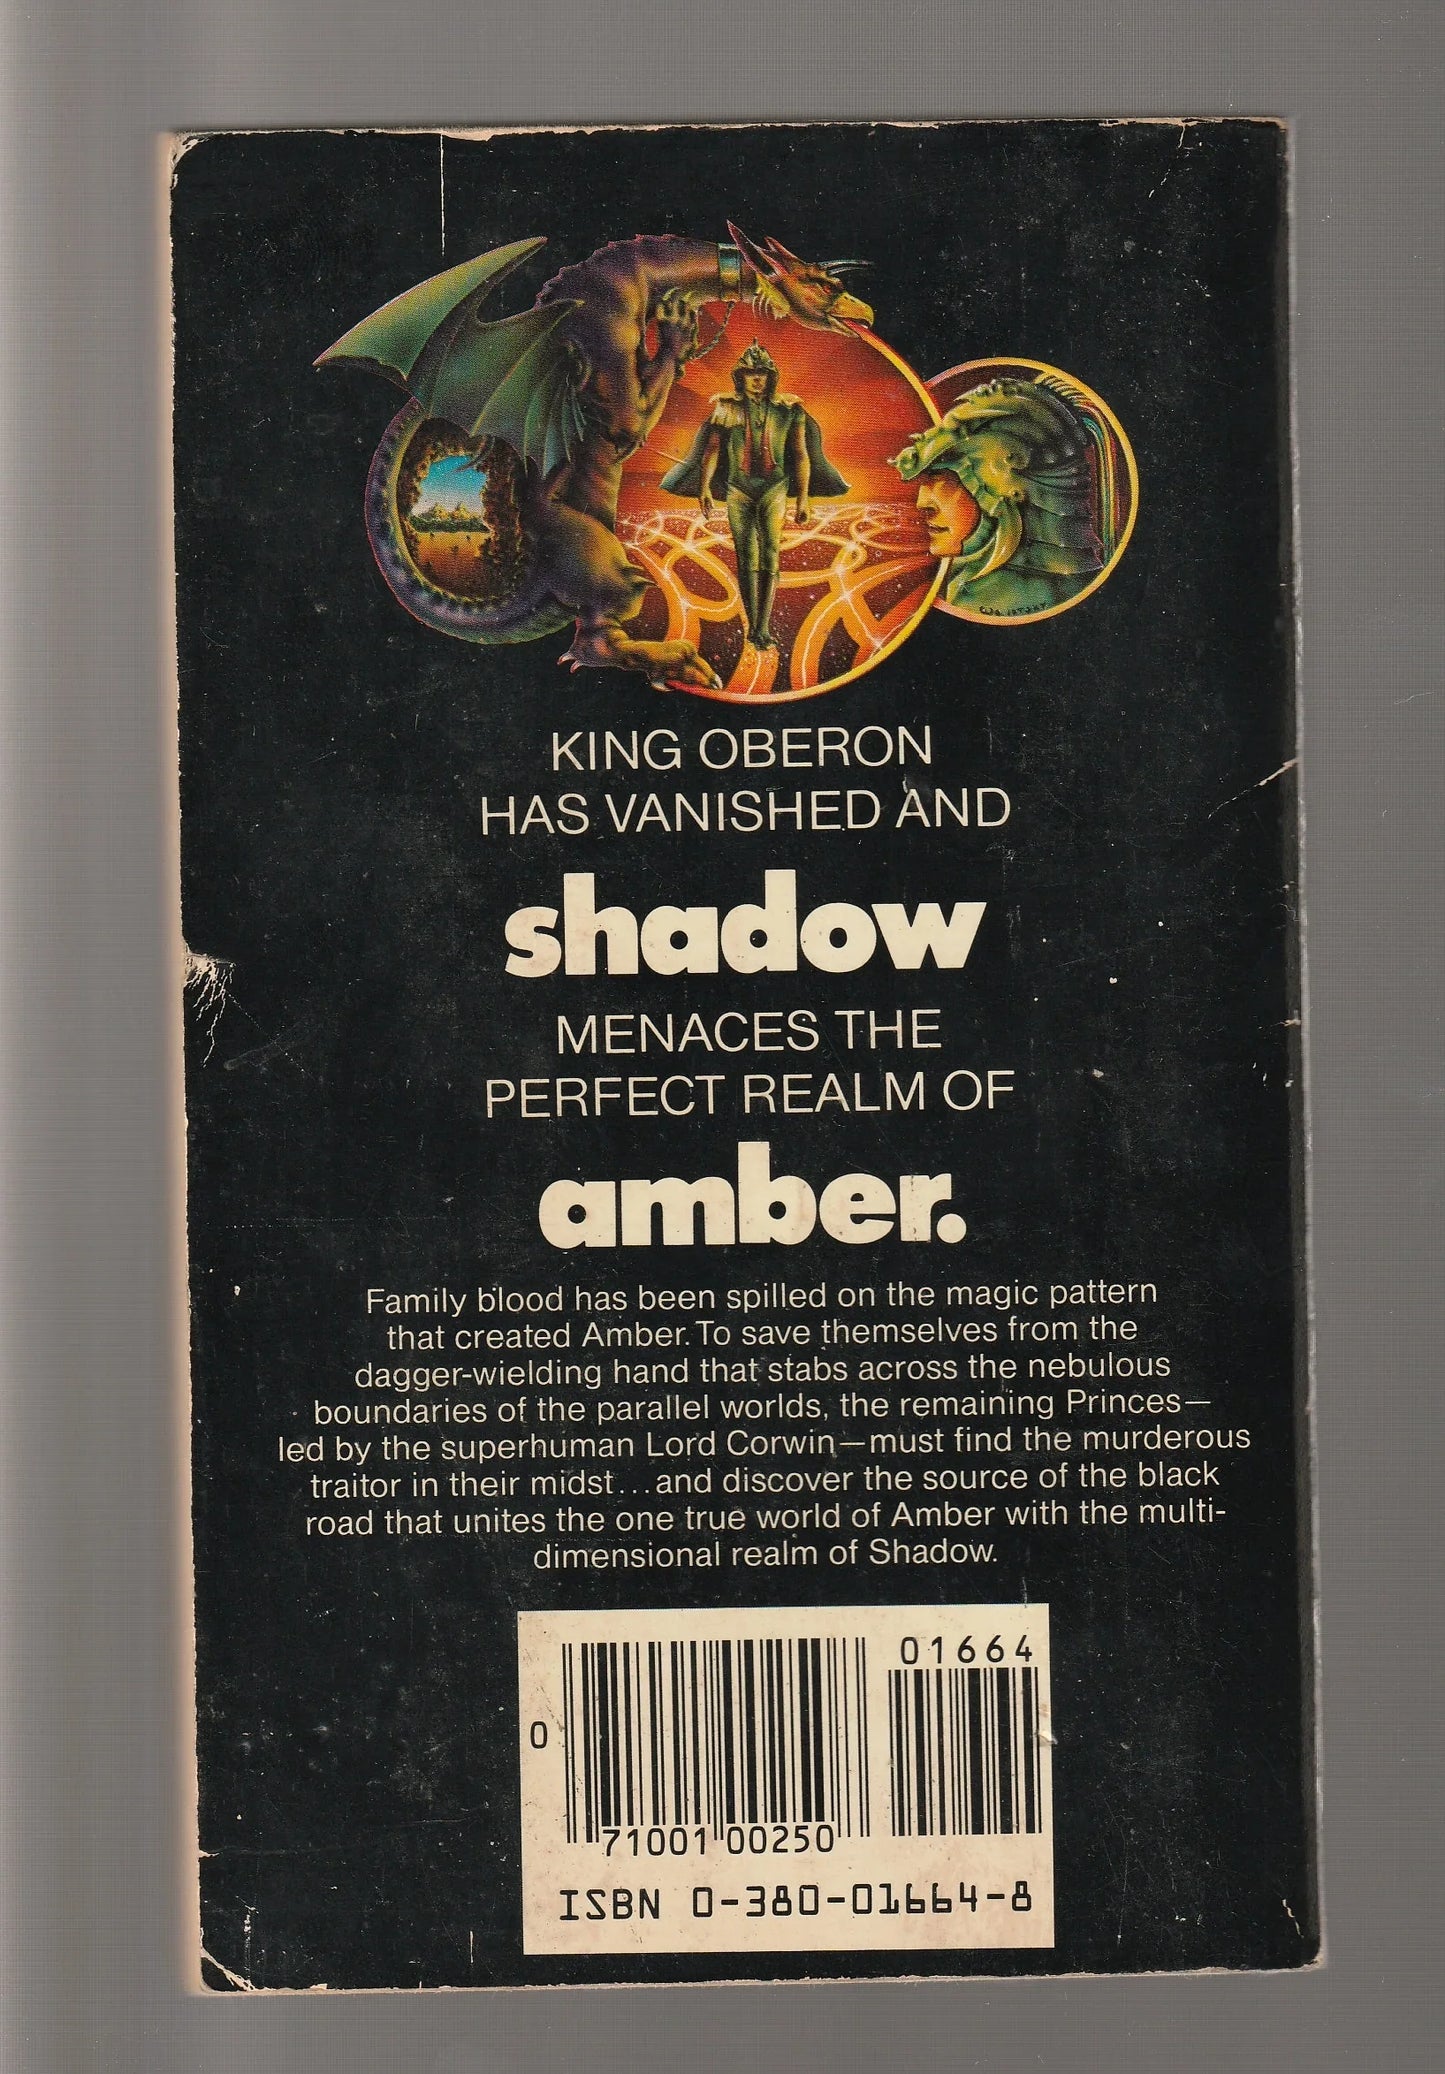 KING OBERON
HAS VANISHED AND
shadow
MENACES THE
PERFECT REALM OF
amber.
Family blood has been spilled on the magic pattern
that created Amber. To save themselves from the
dagger-wielding hand that stabs across the nebulous
boundaries of the parallel worlds, the remaining Princes—
led by the superhuman Lord Corwin—must find the murderous
traitor in their midst...and discover the source of the black
road that unites the one true world of Amber with the multi-
dimensional realm of Shadow.
01664
0
71001 00250
ISBN 0-380-01664-8